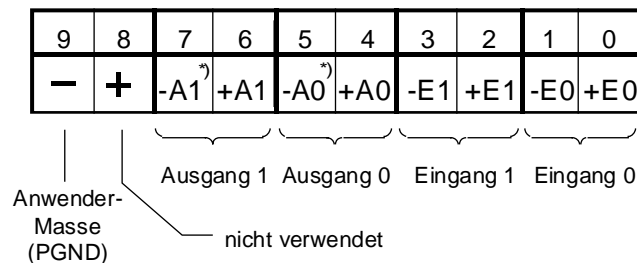 9 8 7 6 5 4 3 2 1 0
− + -A1*) +A1 -A0*) +A0 -E1 +E1 -E0 +E0
Ausgang 1 Ausgang 0 Eingang 1 Eingang 0
Anwender-
Masse
(PGND)
nicht verwendet